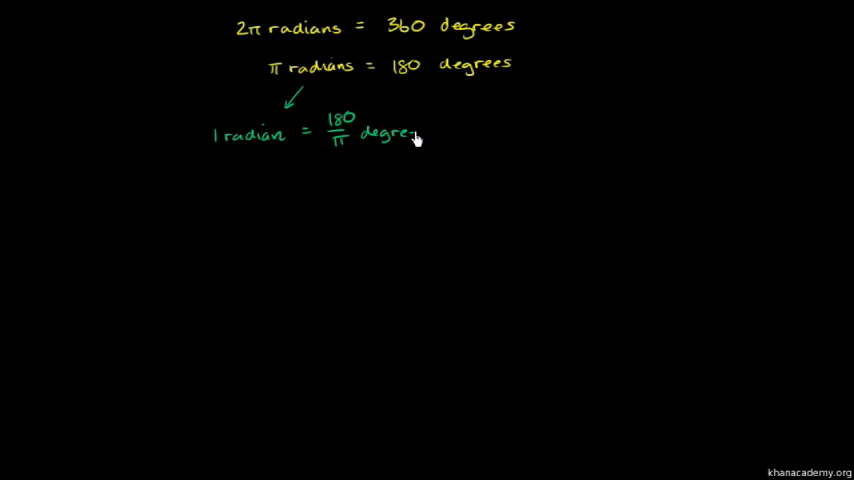 2π radians = 360 degrees
π radians = 180 degrees
1 radian = 180/π degre
khanacademy.org